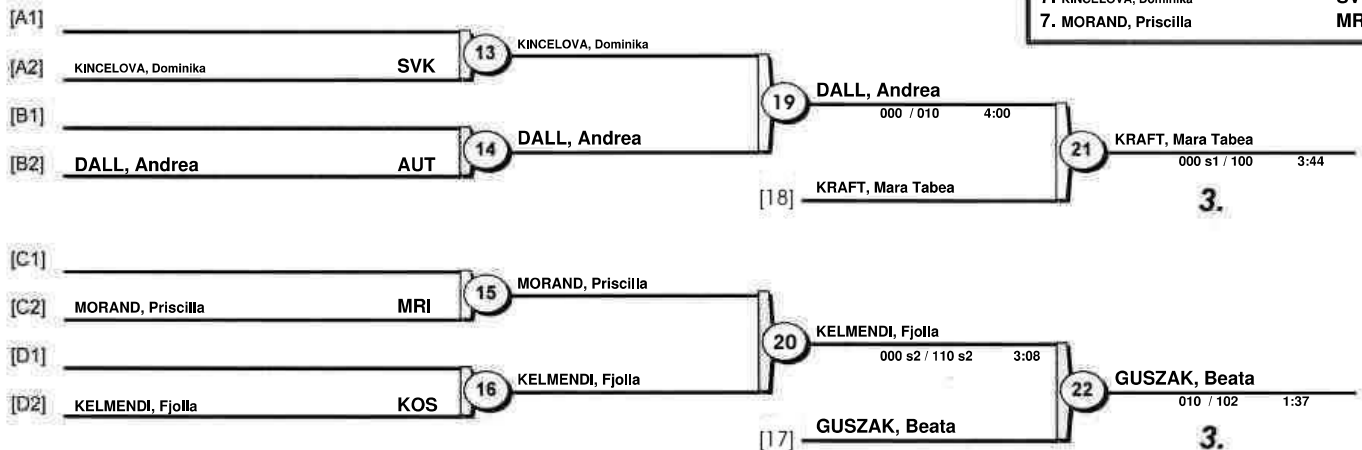 7. KINCELOVA, Dominika
7. MORAND, Priscilla MR
[A1]
[A2] KINCELOVA, Dominika SVK
13 KINCELOVA, Dominika
[B1]
[B2] DALL, Andrea AUT
14 DALL, Andrea
19 DALL, Andrea
000 / 010 4:00
[18] KRAFT, Mara Tabea
21 KRAFT, Mara Tabea
000 s1 / 100 3:44
3.
[C1]
[C2] MORAND, Priscilla MRI
15 MORAND, Priscilla
[D1]
[D2] KELMENDI, Fjolla KOS
16 KELMENDI, Fjolla
20 KELMENDI, Fjolla
000 s2 / 110 s2 3:08
[17] GUSZAK, Beata
22 GUSZAK, Beata
010 / 102 1:37
3.